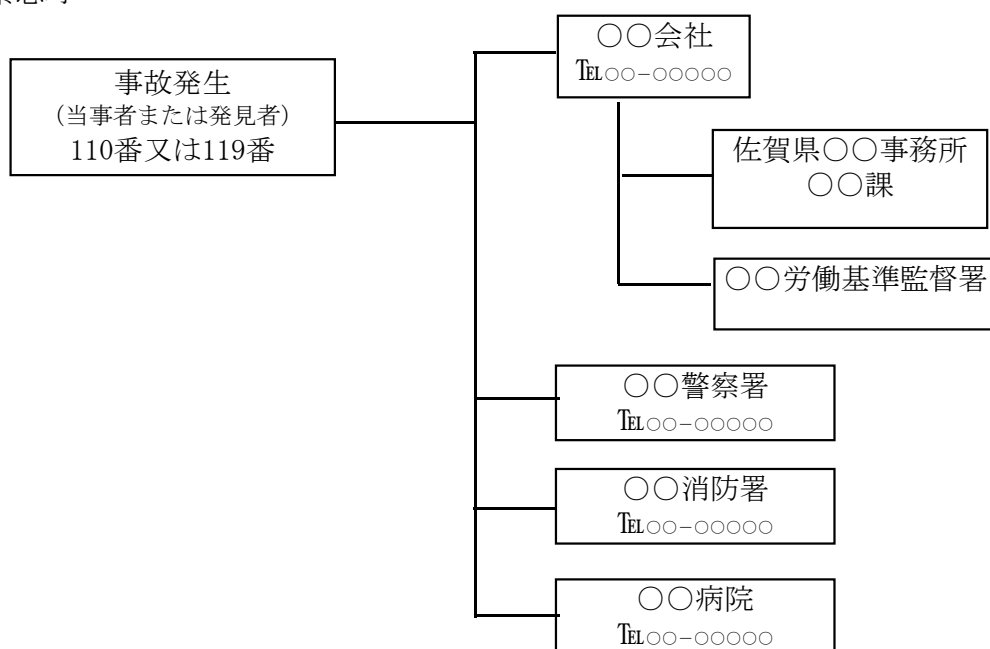 事故発生
(当事者または発見者)
110番又は119番
○○会社
℡○○-○○○○○
佐賀県○○事務所
○○課
○○労働基準監督署
○○警察署
℡○○-○○○○○
○○消防署
℡○○-○○○○○
○○病院
℡○○-○○○○○